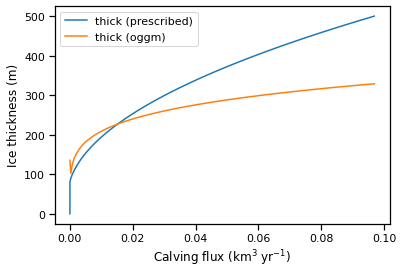 thick (prescribed)
thick (oggm)
Ice thickness (m)
500
400
300
200
100
0
0.00 0.02 0.04 0.06 0.08 0.10
Calving flux (km³ yr⁻¹)